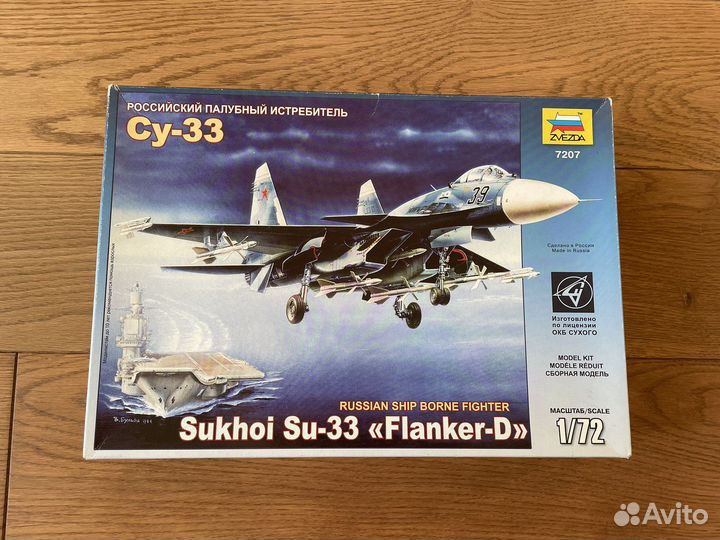 РОССИЙСКИЙ ПАЛУБНЫЙ ИСТРЕБИТЕЛЬ
Су-33
ZVEZDA
TM
7207
39
Сделано в России
Made in Russia
Изготовлено
по лицензии
ОКБ СУХОГО
MODEL KIT
MODÈLE RÉDUIT
СБОРНАЯ МОДЕЛЬ
RUSSIAN SHIP BORNE FIGHTER
Sukhoi Su-33 «Flanker-D»
МАСШТАБ/SCALE
1/72
Avito